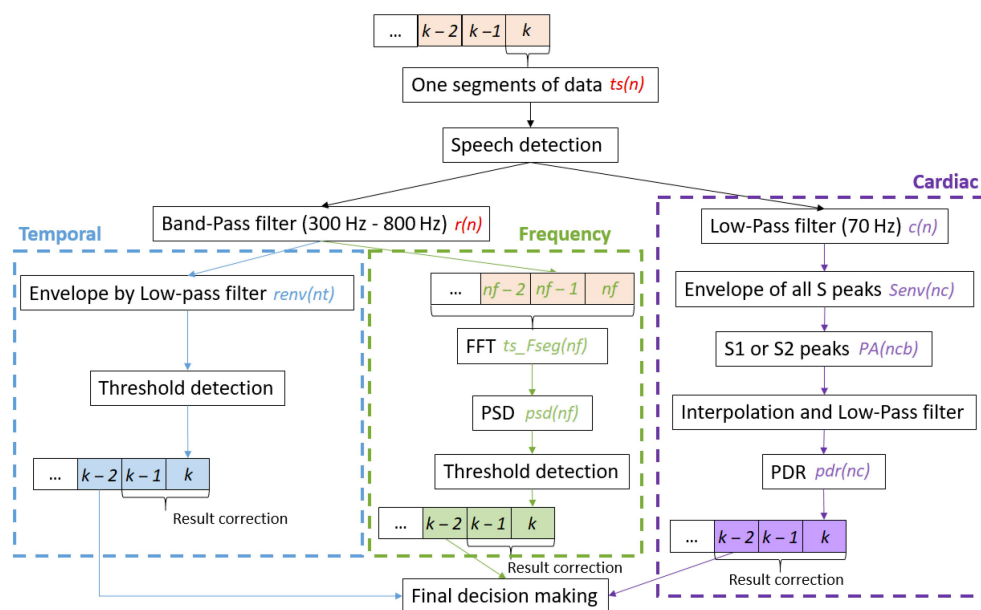 ... k – 2 k –1 k
One segments of data ts(n)
Speech detection
Cardiac
Band-Pass filter (300 Hz - 800 Hz) r(n)
Low-Pass filter (70 Hz) c(n)
Temporal
Frequency
Envelope by Low-pass filter renv(nt)
... nf – 2 nf – 1 nf
Envelope of all S peaks Senv(nc)
FFT ts_Fseg(nf)
S1 or S2 peaks PA(ncb)
Threshold detection
PSD psd(nf)
Interpolation and Low-Pass filter
... k – 2 k – 1 k
Threshold detection
PDR pdr(nc)
Result correction
... k – 2 k – 1 k
... k – 2 k – 1 k
Result correction
Result correction
Final decision making